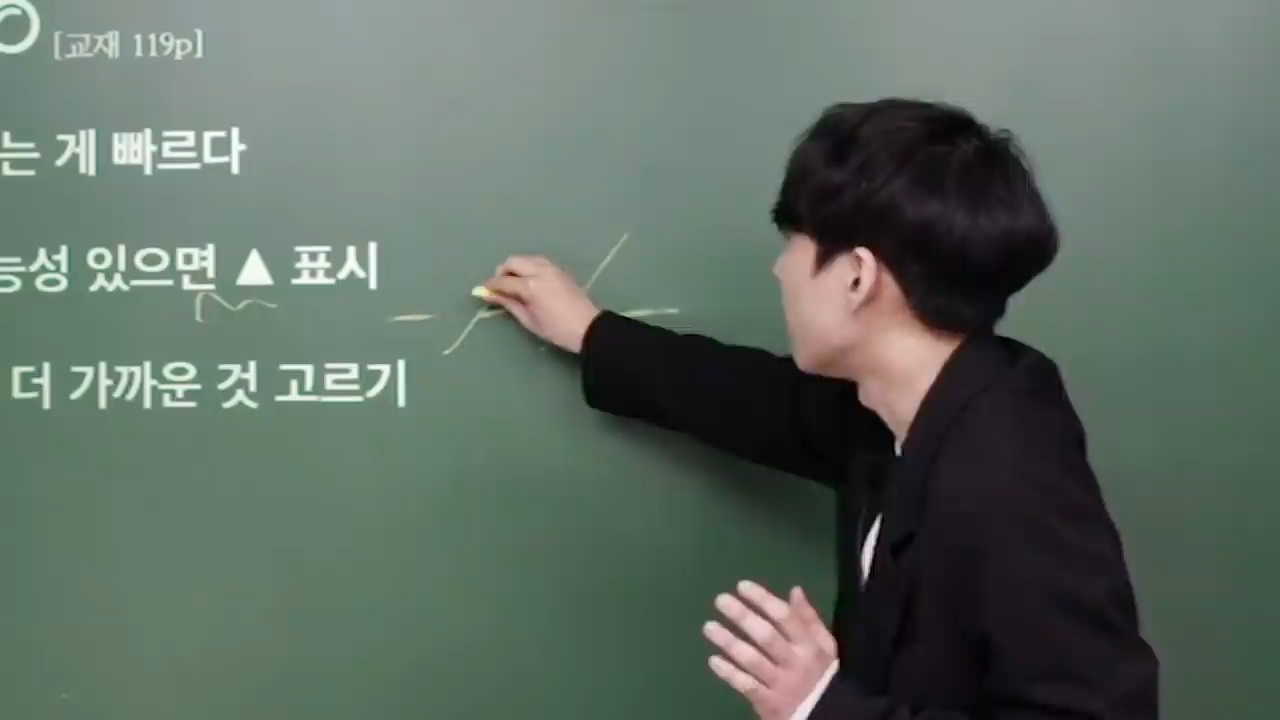 [교재 119p]
는 게 빠르다
능성 있으면 ▲ 표시
더 가까운 것 고르기